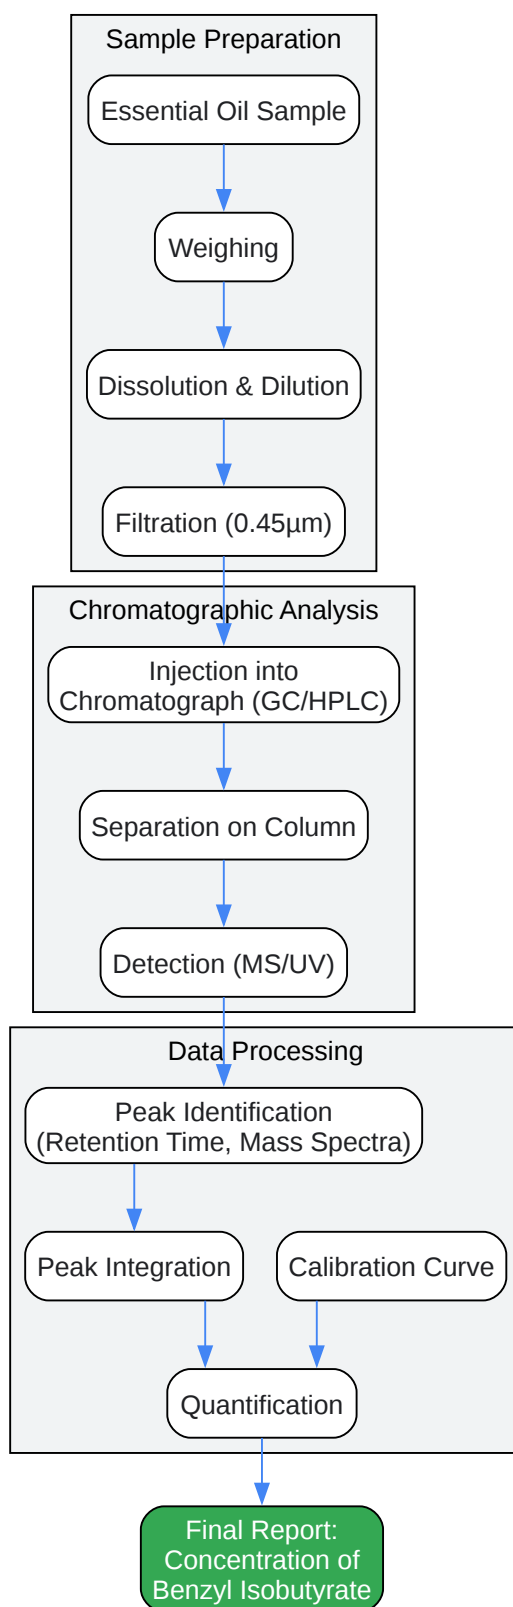 Sample Preparation
Essential Oil Sample
Weighing
Dissolution & Dilution
Filtration (0.45µm)
Chromatographic Analysis
Injection into
Chromatograph (GC/HPLC)
Separation on Column
Detection (MS/UV)
Data Processing
Peak Identification
(Retention Time, Mass Spectra)
Peak Integration
Calibration Curve
Quantification
Final Report:
Concentration of
Benzyl Isobutyrate